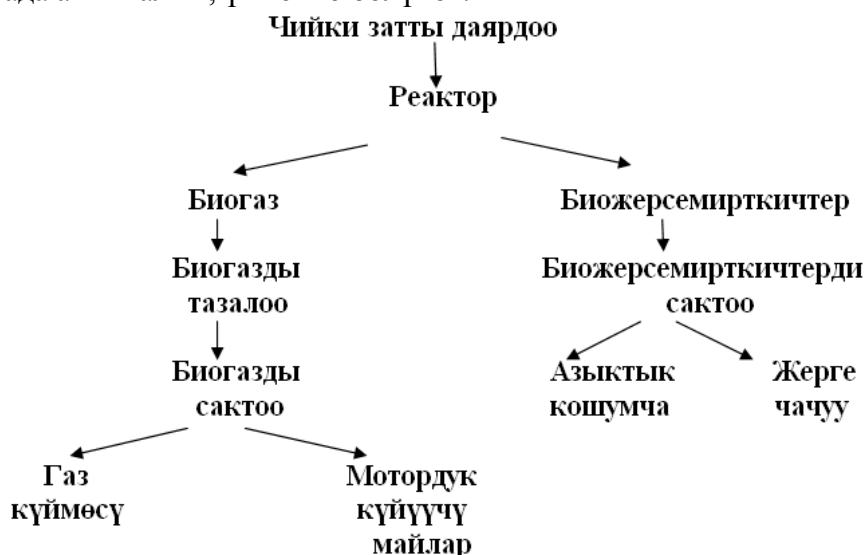 Чийки затты даярдоо
Реактор
Биогаз
Биожерсемирткичтер
Биогазды
тазалоо
Биожерсемирткичтерди
сактоо
Биогазды
сактоо
Азыктык
кошумча
Жерге
чачуу
Газ
күймөсү
Мотордук
күйүүчү
майлар